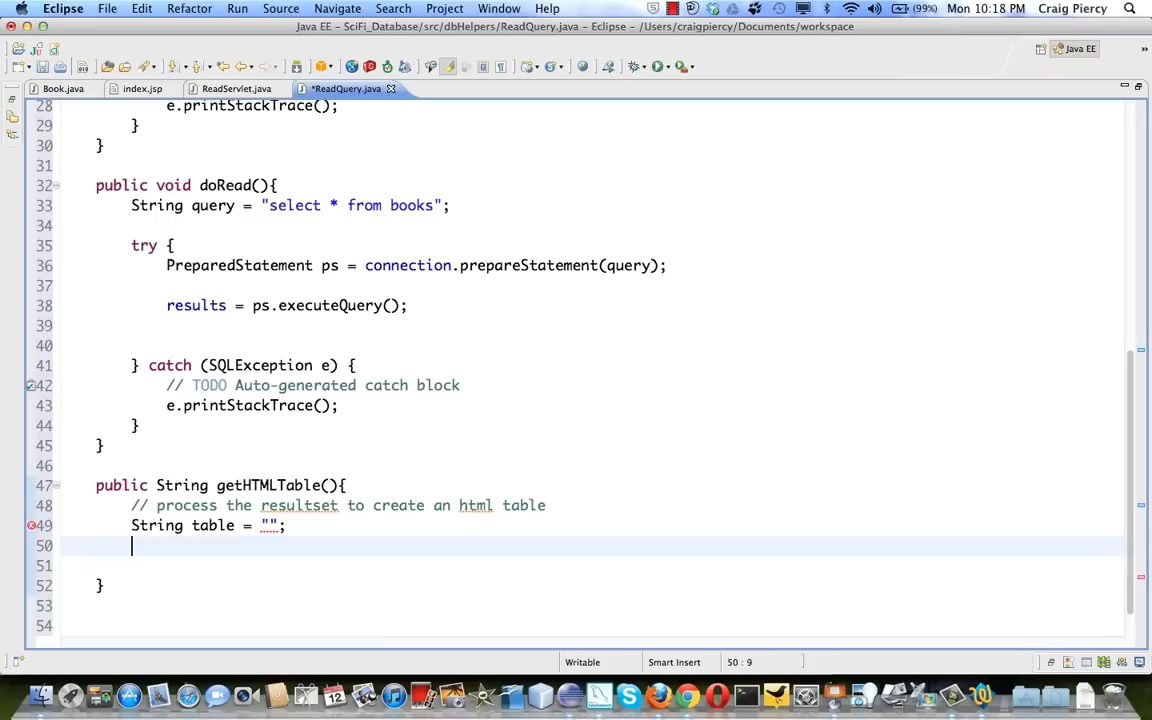 Eclipse File Edit Refactor Run Source Navigate Search Project Window Help (99%) Mon 10:18 PM Craig Piercy
Java EE – SciFi_Database/src/dbHelpers/ReadQuery.java – Eclipse – /Users/craigpiercy/Documents/workspace
Java EE
Book.java index.jsp ReadServlet.java *ReadQuery.java
28 e.printStackTrace();
29 }
30 }
31
32 public void doRead(){
33 String query = "select * from books";
34
35 try {
36 PreparedStatement ps = connection.prepareStatement(query);
37
38 results = ps.executeQuery();
39
40
41 } catch (SQLException e) {
42 // TODO Auto-generated catch block
43 e.printStackTrace();
44 }
45 }
46
47 public String getHTMLTable(){
48 // process the resultset to create an html table
49 String table = "";
50
51
52 }
53
54
Writable Smart Insert 50 : 9